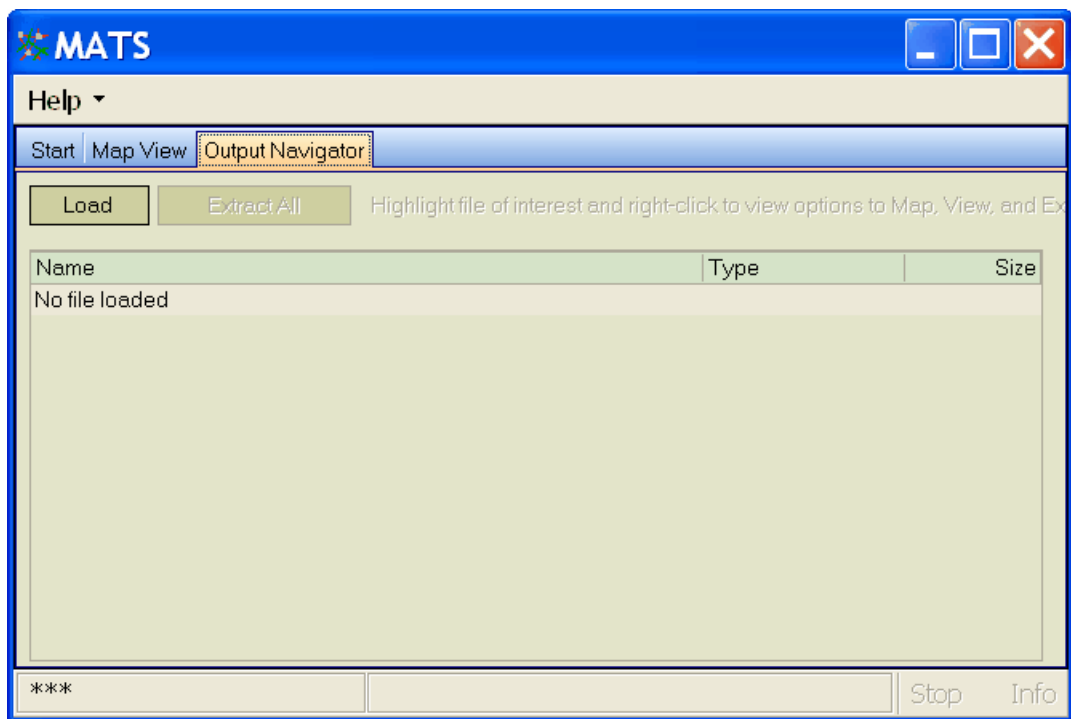 MATS
Help
Start Map View Output Navigator
Load Extract All Highlight file of interest and right-click to view options to Map, View, and Ex
Name Type Size
No file loaded
*** Stop Info